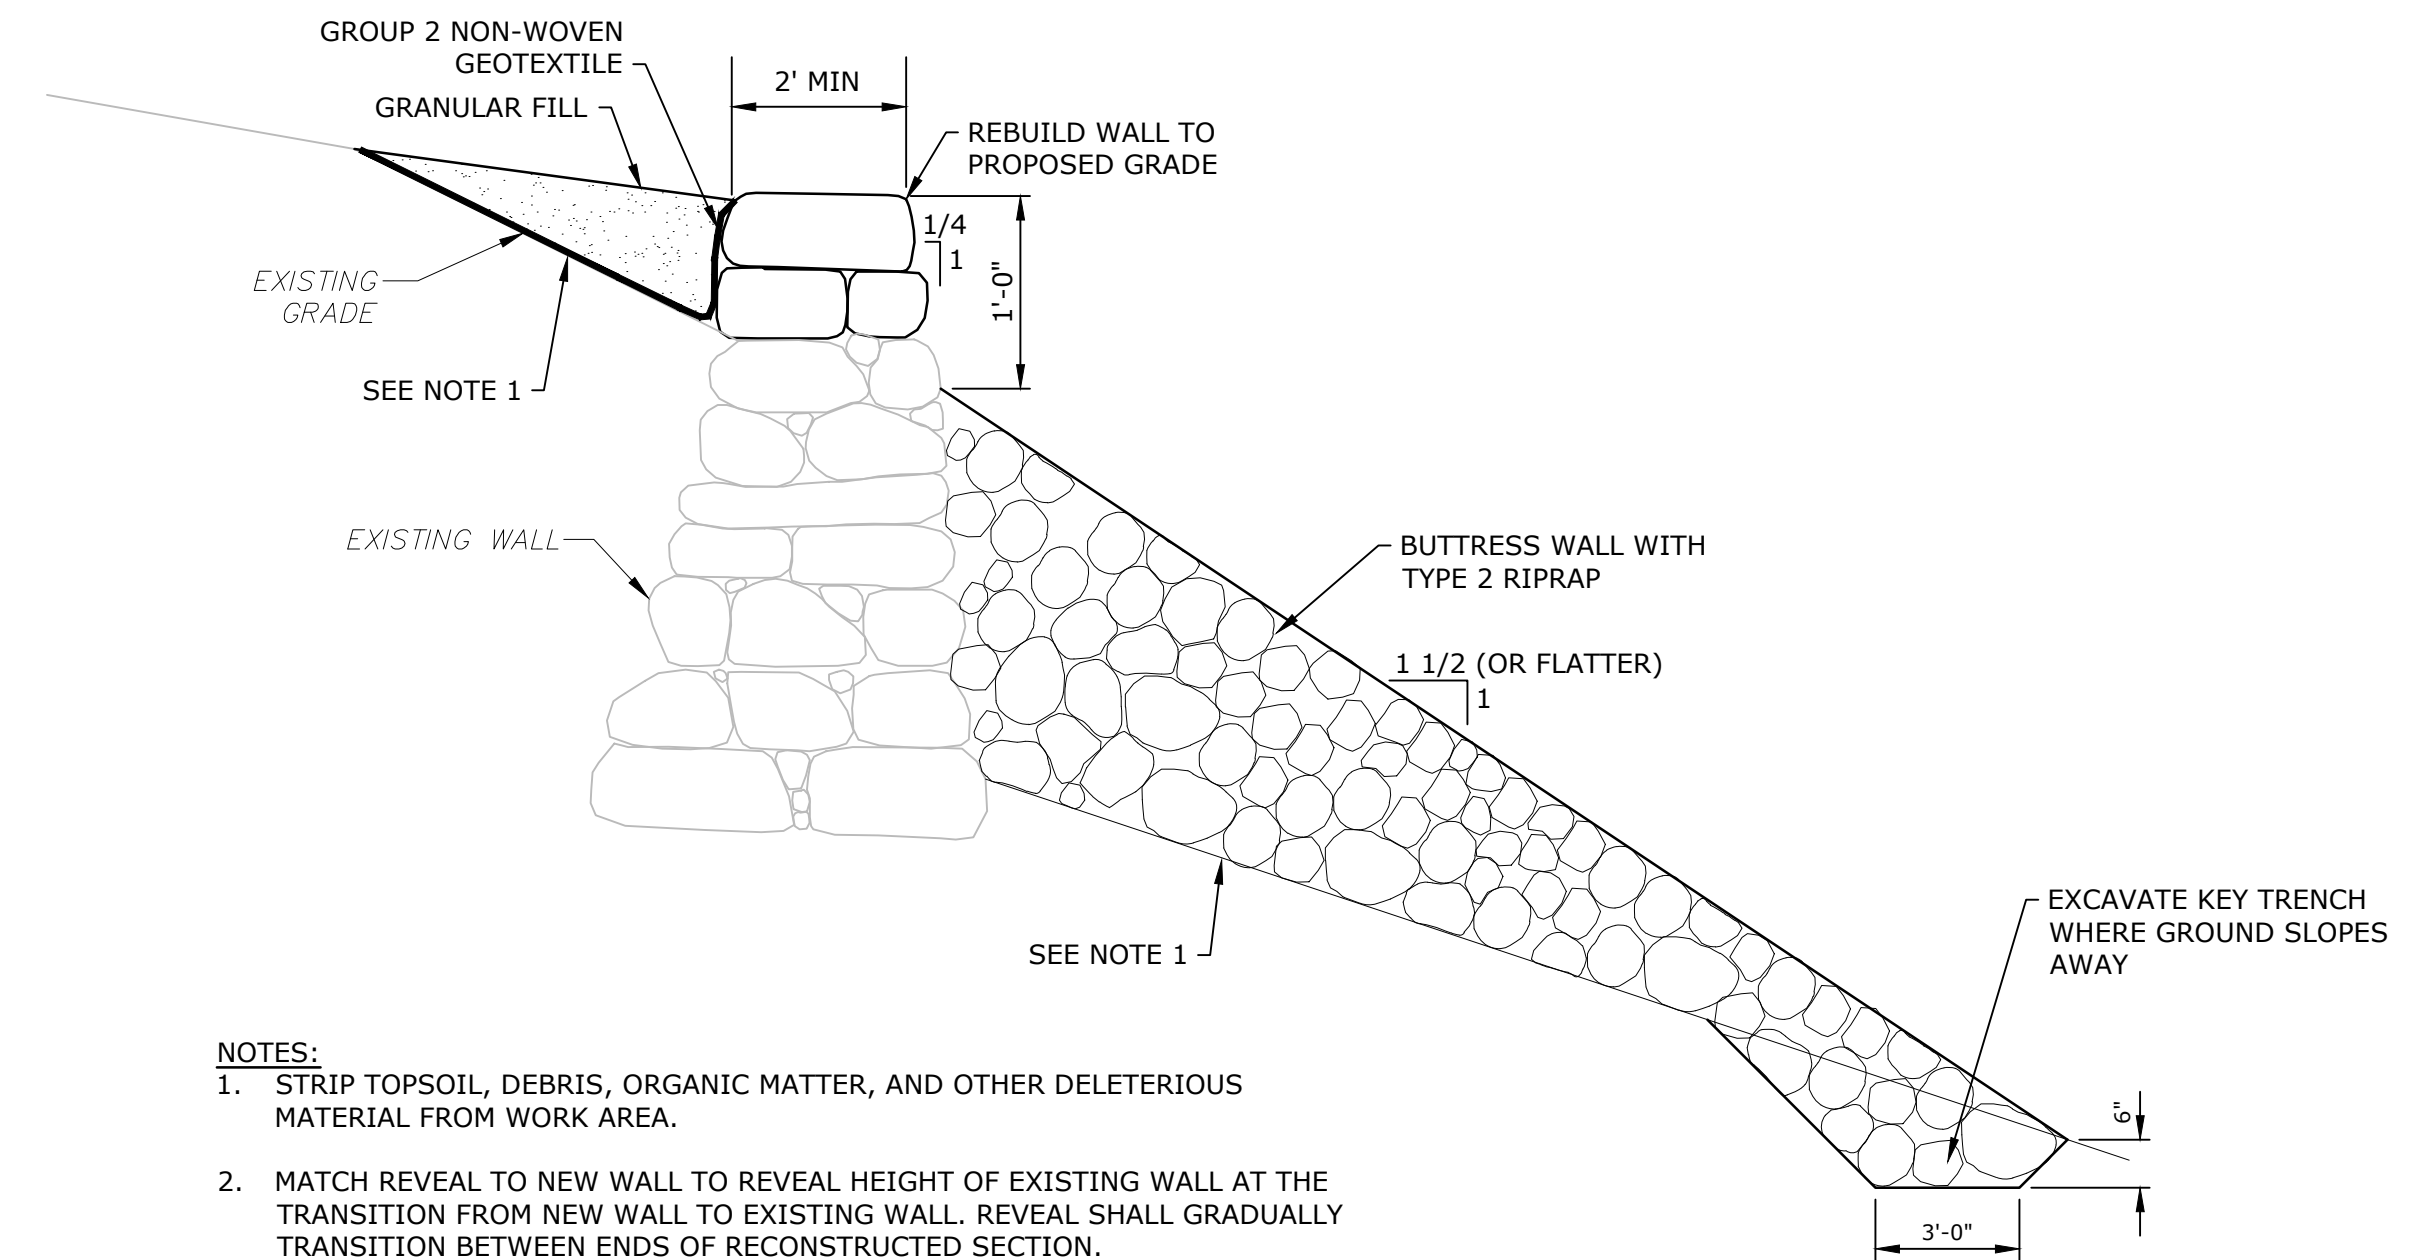 GROUP 2 NON-WOVEN
GEOTEXTILE
GRANULAR FILL
2' MIN
REBUILD WALL TO
PROPOSED GRADE
1/4
1
1'-0"
EXISTING
GRADE
SEE NOTE 1
EXISTING WALL
BUTTRESS WALL WITH
TYPE 2 RIPRAP
1 1/2 (OR FLATTER)
1
SEE NOTE 1
EXCAVATE KEY TRENCH
WHERE GROUND SLOPES
AWAY
6"
3'-0"
NOTES:
1. STRIP TOPSOIL, DEBRIS, ORGANIC MATTER, AND OTHER DELETERIOUS
MATERIAL FROM WORK AREA.
2. MATCH REVEAL TO NEW WALL TO REVEAL HEIGHT OF EXISTING WALL AT THE
TRANSITION FROM NEW WALL TO EXISTING WALL. REVEAL SHALL GRADUALLY
TRANSITION BETWEEN ENDS OF RECONSTRUCTED SECTION.